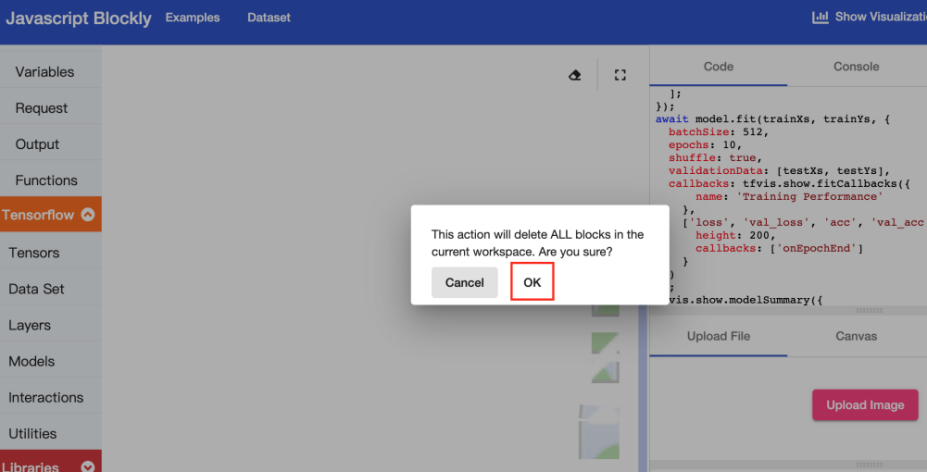 Javascript Blockly Examples Dataset Show Visualizati
Variables
Request
Output
Functions
Tensorflow
Tensors
Data Set
Layers
Models
Interactions
Utilities
Libraries
This action will delete ALL blocks in the
current workspace. Are you sure?
Cancel OK
Code Console
];
});
await model.fit(trainXs, trainYs, {
batchSize: 512,
epochs: 10,
shuffle: true,
validationData: [testXs, testYs],
callbacks: tfvis.show.fitCallbacks({
name: 'Training Performance'
},
['loss', 'val_loss', 'acc', 'val_acc
height: 200,
callbacks: ['onEpochEnd']
}
)
;
vis.show.modelSummary({
Upload File Canvas
Upload Image